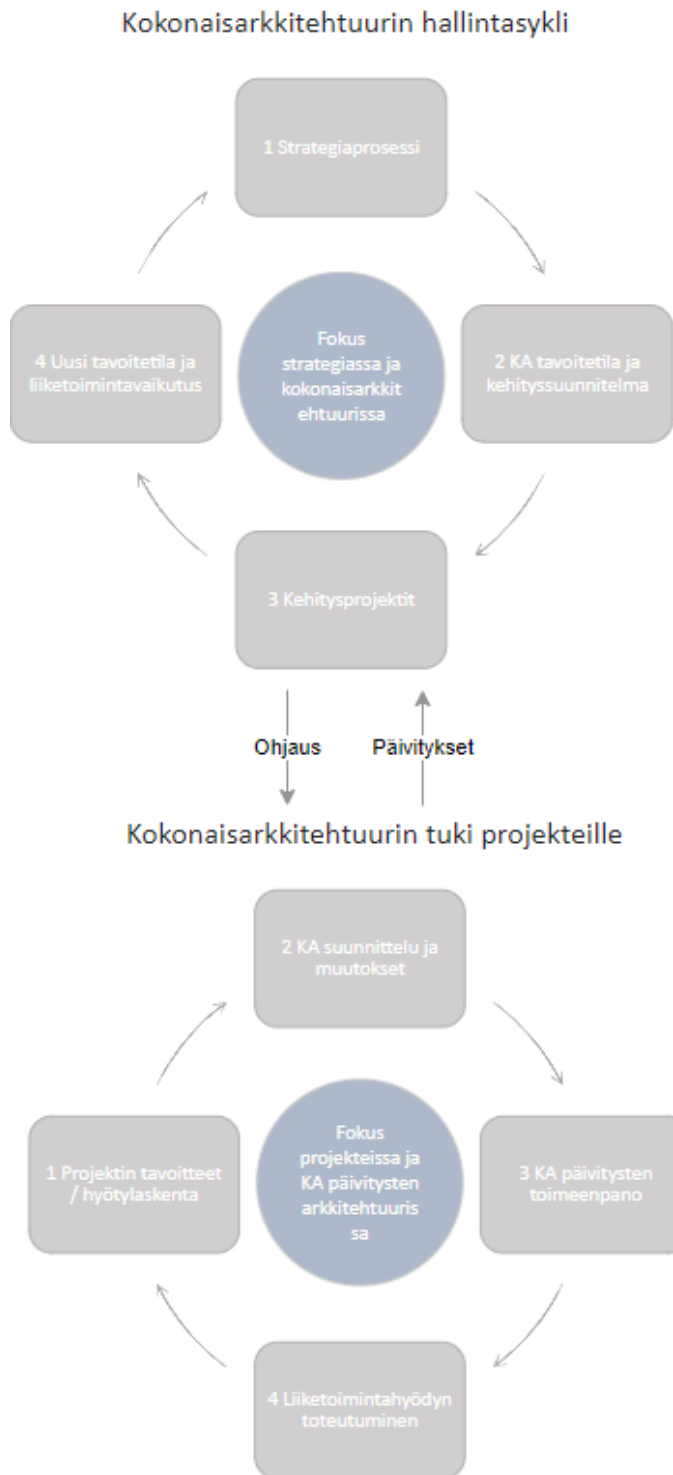 Kokonaisarkkitehtuurin hallintasykli
1 Strategiaprosessi
4 Uusi tavoitetila ja
liiketoimintavaikutus
Fokus
strategiassa ja
kokonaisarkkit
ehtuurissa
2 KA tavoitetila ja
kehityssuunnitelma
3 Kehitysprojektit
Ohjaus
Päivitykset
Kokonaisarkkitehtuurin tuki projekteille
2 KA suunnittelu ja
muutokset
1 Projektin tavoitteet
/ hyötylaskenta
Fokus
projekteissa ja
KA päivitysten
arkkitehtuuris
sa
3 KA päivitysten
toimeenpano
4 Liiketoimintahyödyn
toteutuminen